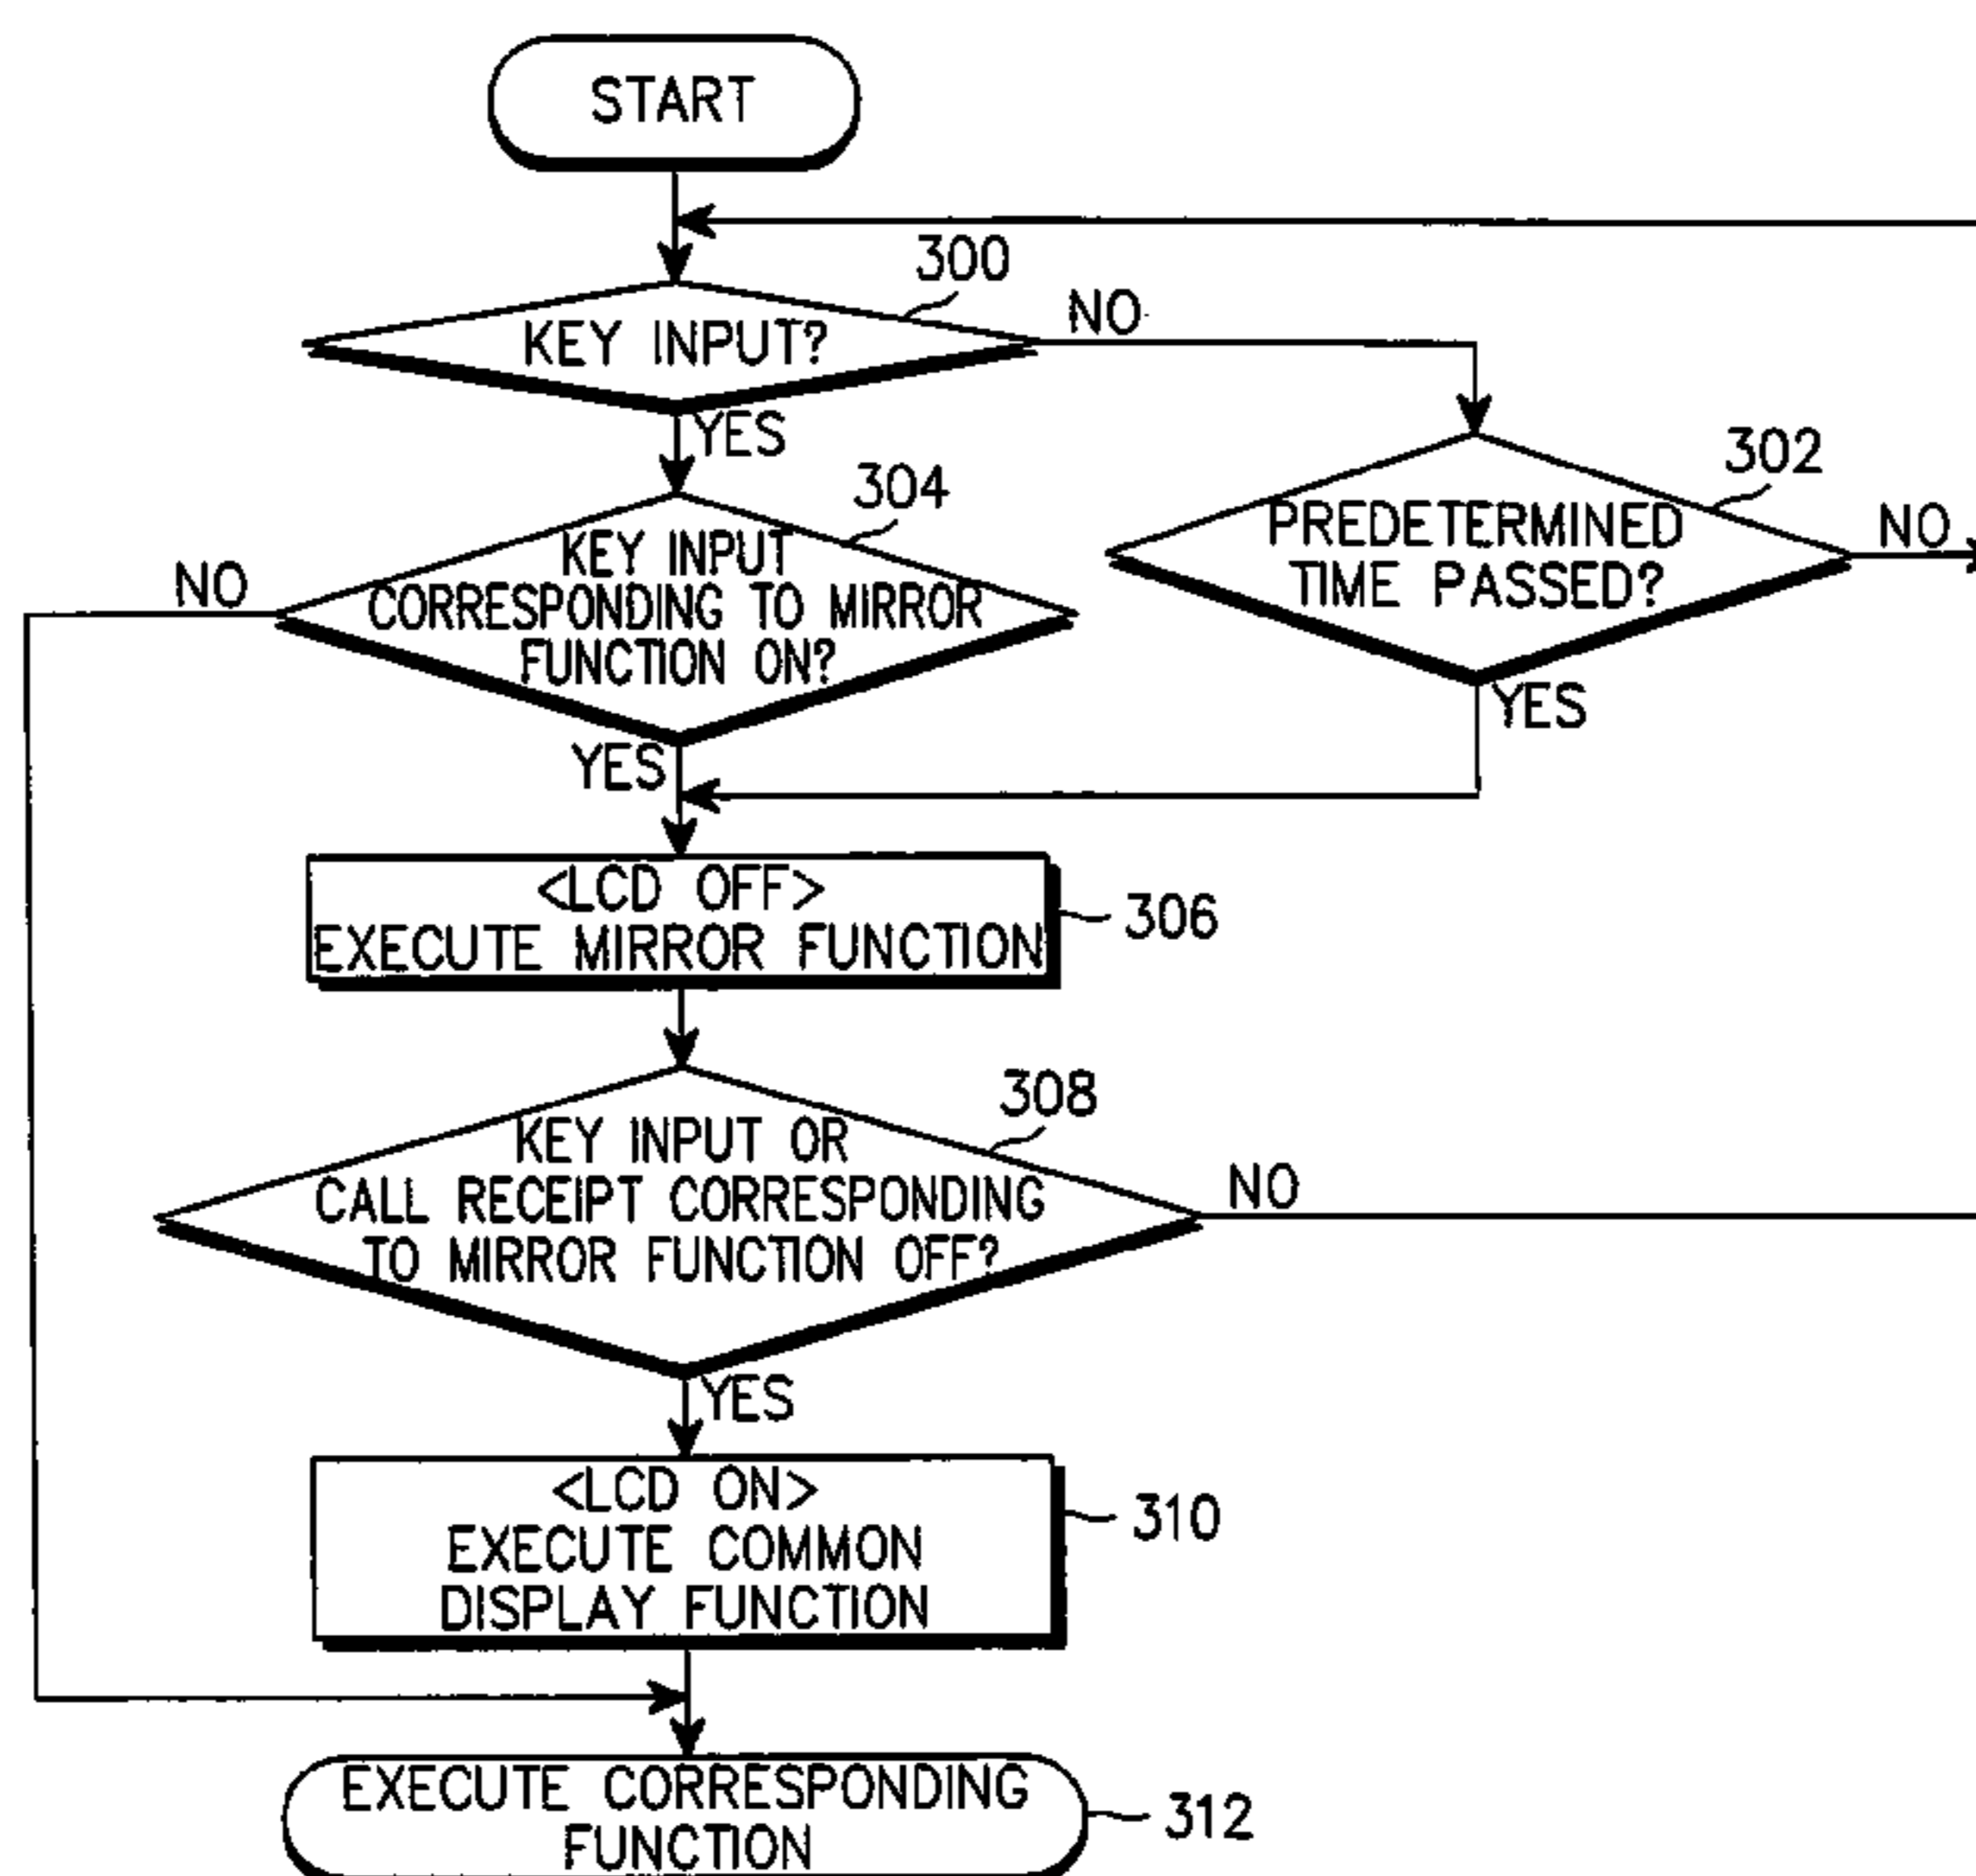 START
300
KEY INPUT?
NO
YES
302
PREDETERMINED
TIME PASSED?
NO
YES
304
KEY INPUT
CORRESPONDING TO MIRROR
FUNCTION ON?
NO
YES
<LCD OFF>
EXECUTE MIRROR FUNCTION
306
308
KEY INPUT OR
CALL RECEIPT CORRESPONDING
TO MIRROR FUNCTION OFF?
NO
YES
<LCD ON>
EXECUTE COMMON
DISPLAY FUNCTION
310
EXECUTE CORRESPONDING
FUNCTION
312